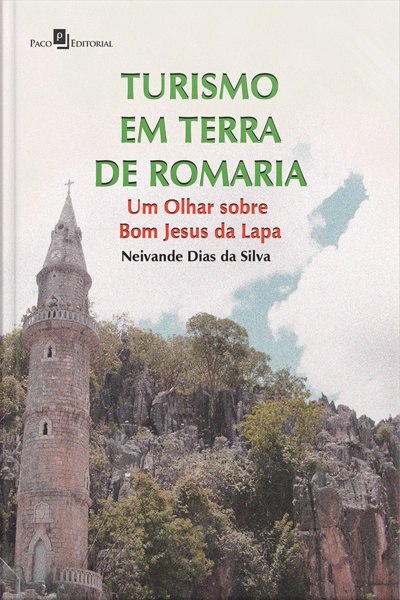 PACO EDITORIAL
TURISMO
EM TERRA
DE ROMARIA
Um Olhar sobre
Bom Jesus da Lapa
Neivande Dias da Silva